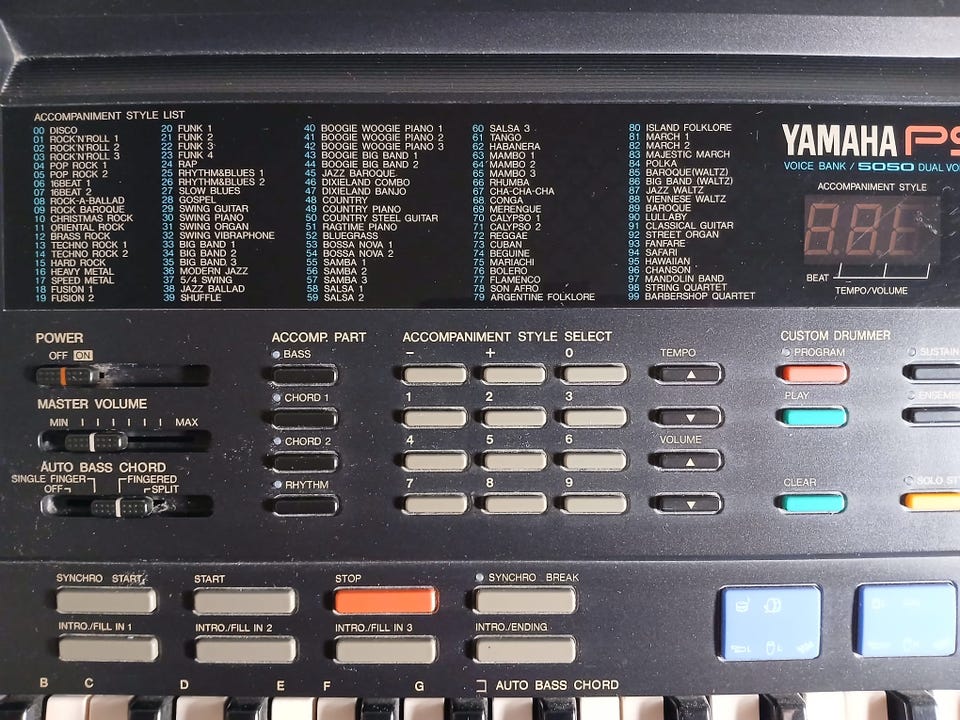 ACCOMPANIMENT STYLE LIST
00 DISCO
01 ROCK'N'ROLL 1
02 ROCK'N'ROLL 2
03 ROCK'N'ROLL 3
04 POP ROCK 1
05 POP ROCK 2
06 16BEAT 1
07 16BEAT 2
08 ROCK-A-BALLAD
09 ROCK BAROQUE
10 CHRISTMAS ROCK
11 ORIENTAL ROCK
12 BRASS ROCK
13 TECHNO ROCK 1
14 TECHNO ROCK 2
15 HARD ROCK
16 HEAVY METAL
17 SPEED METAL
18 FUSION 1
19 FUSION 2
20 FUNK 1
21 FUNK 2
22 FUNK 3
23 FUNK 4
24 RAP
25 RHYTHM&BLUES 1
26 RHYTHM&BLUES 2
27 SLOW BLUES
28 GOSPEL
29 SWING GUITAR
30 SWING PIANO
31 SWING ORGAN
32 SWING VIBRAPHONE
33 BIG BAND 1
34 BIG BAND 2
35 BIG BAND 3
36 MODERN JAZZ
37 5/4 SWING
38 JAZZ BALLAD
39 SHUFFLE
40 BOOGIE WOOGIE PIANO 1
41 BOOGIE WOOGIE PIANO 2
42 BOOGIE WOOGIE PIANO 3
43 BOOGIE BIG BAND 1
44 BOOGIE BIG BAND 2
45 JAZZ BAROQUE
46 DIXIELAND COMBO
47 DIXIELAND BANJO
48 COUNTRY
49 COUNTRY PIANO
50 COUNTRY STEEL GUITAR
51 RAGTIME PIANO
52 BLUEGRASS
53 BOSSA NOVA 1
54 BOSSA NOVA 2
55 SAMBA 1
56 SAMBA 2
57 SAMBA 3
58 SALSA 1
59 SALSA 2
60 SALSA 3
61 TANGO
62 HABANERA
63 MAMBO 1
64 MAMBO 2
65 MAMBO 3
66 RHUMBA
67 CHA-CHA-CHA
68 CONGA
69 MERENGUE
70 CALYPSO 1
71 CALYPSO 2
72 REGGAE
73 CUBAN
74 BEGUINE
75 MARIACHI
76 BOLERO
77 FLAMENCO
78 SON AFRO
79 ARGENTINE FOLKLORE
80 ISLAND FOLKLORE
81 MARCH 1
82 MARCH 2
83 MAJESTIC MARCH
84 POLKA
85 BAROQUE(WALTZ)
86 BIG BAND (WALTZ)
87 JAZZ WALTZ
88 VIENNESE WALTZ
89 BAROQUE
90 LULLABY
91 CLASSICAL GUITAR
92 STREET ORGAN
93 FANFARE
94 SAFARI
95 HAWAIIAN
96 CHANSON
97 MANDOLIN BAND
98 STRING QUARTET
99 BARBERSHOP QUARTET
YAMAHA PS
VOICE BANK / 5050 DUAL VO
ACCOMPANIMENT STYLE
BEAT
TEMPO/VOLUME
POWER
OFF ON
MASTER VOLUME
MIN MAX
AUTO BASS CHORD
SINGLE FINGER FINGERED
OFF SPLIT
ACCOMP. PART
BASS
CHORD 1
CHORD 2
RHYTHM
ACCOMPANIMENT STYLE SELECT
- + 0
1 2 3
4 5 6
7 8 9
TEMPO
VOLUME
CUSTOM DRUMMER
PROGRAM
PLAY
CLEAR
SUSTAIN
ENSEMB
SOLO ST
SYNCHRO START
START
STOP
SYNCHRO BREAK
INTRO./FILL IN 1
INTRO./FILL IN 2
INTRO./FILL IN 3
INTRO./ENDING
B C D E F G
AUTO BASS CHORD